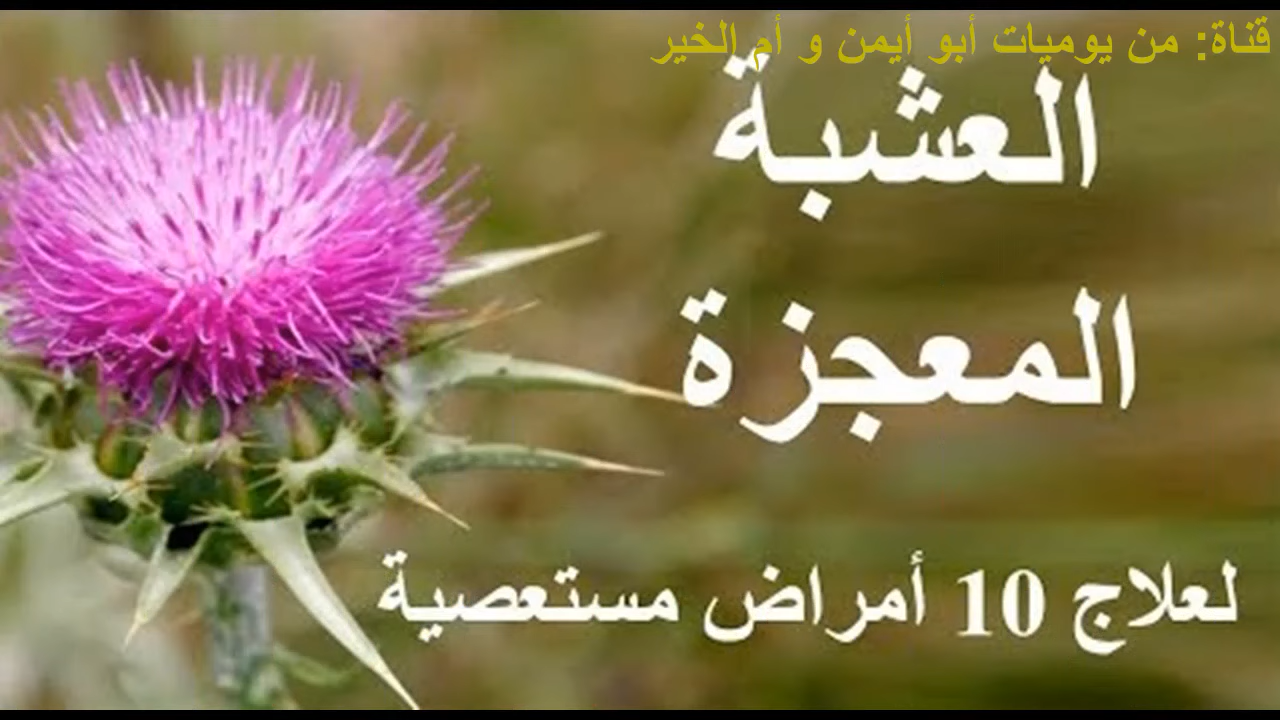 قناة: من يوميات أبو أيمن و أم الخير
العشبة
المعجزة
لعلاج 10 أمراض مستعصية